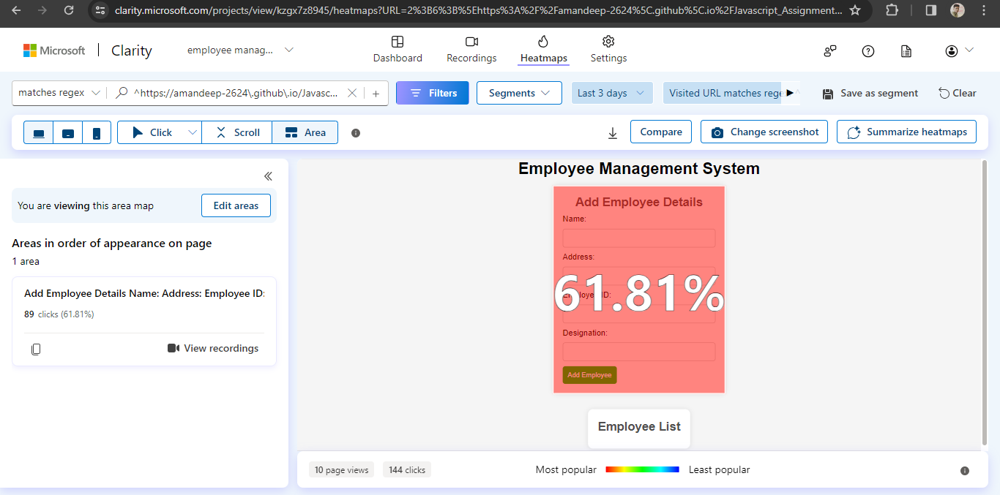 clarity.microsoft.com/projects/view/kzgx7z8945/heatmaps?URL=2%3B6%3B%5Ehttps%3A%2F%2Famandeep-2624%5C.github%5C.io%2FJavascript_Assignment...
Microsoft | Clarity
employee manag...
Dashboard
Recordings
Heatmaps
Settings
matches regex
^https://amandeep-2624\.github\.io/Javasc...
Filters
Segments
Last 3 days
Visited URL matches rege
Save as segment
Clear
Click
Scroll
Area
Compare
Change screenshot
Summarize heatmaps
You are viewing this area map
Edit areas
Areas in order of appearance on page
1 area
Add Employee Details Name: Address: Employee ID:
89 clicks (61.81%)
View recordings
Employee Management System
Add Employee Details
Name:
Address:
61.81%
Employee ID:
Designation:
Add Employee
Employee List
10 page views
144 clicks
Most popular
Least popular